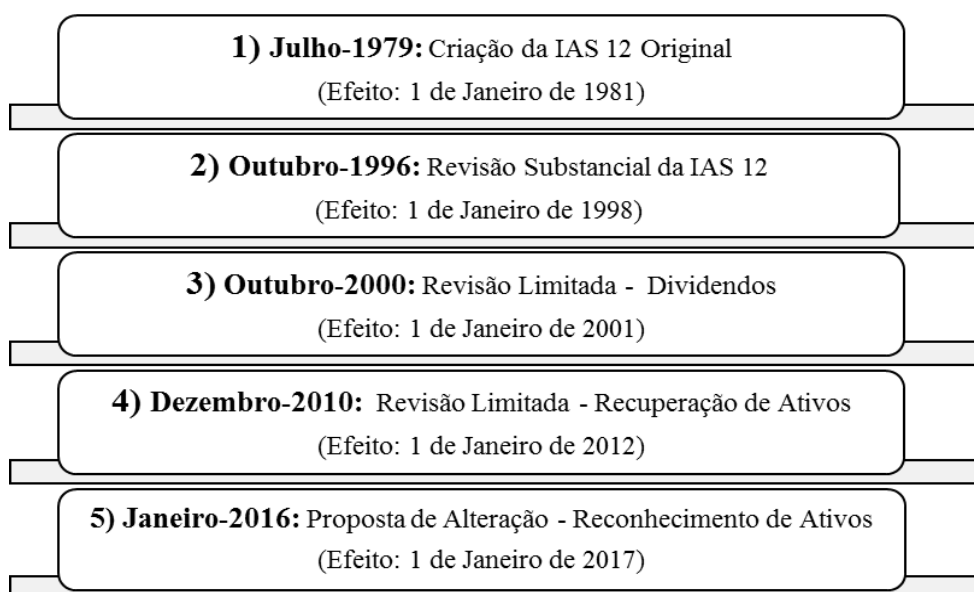 1) Julho-1979: Criação da IAS 12 Original
(Efeito: 1 de Janeiro de 1981)
2) Outubro-1996: Revisão Substancial da IAS 12
(Efeito: 1 de Janeiro de 1998)
3) Outubro-2000: Revisão Limitada - Dividendos
(Efeito: 1 de Janeiro de 2001)
4) Dezembro-2010: Revisão Limitada - Recuperação de Ativos
(Efeito: 1 de Janeiro de 2012)
5) Janeiro-2016: Proposta de Alteração - Reconhecimento de Ativos
(Efeito: 1 de Janeiro de 2017)